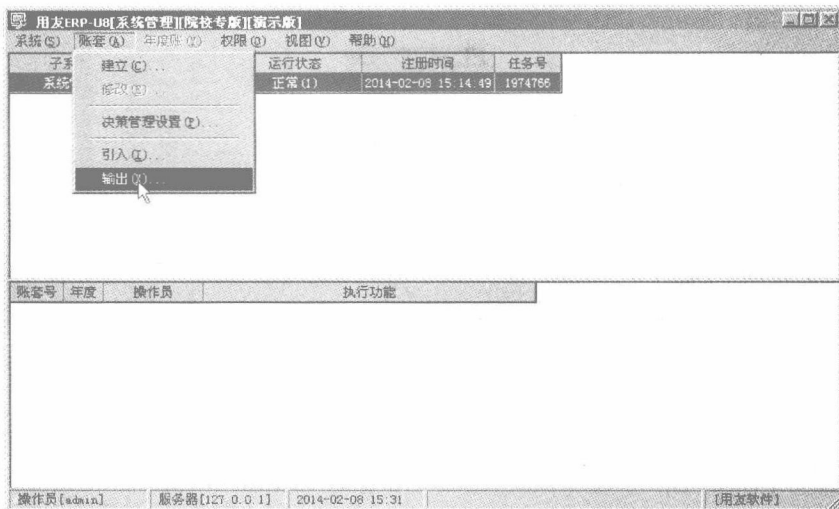 用友ERP-U8[系统管理][院校专版][演示版]
系统(S) 账套(A) 年度账(Y) 权限(O) 视图(V) 帮助(H)
子系 运行状态 注册时间 任务号
系统 正常(1) 2014-02-08 15:14:49 1974766
建立(C)...
修改(E)...
决策管理设置(P)...
引入(I)...
输出(X)...
账套号 年度 操作员 执行功能
操作员[admin] 服务器[127.0.0.1] 2014-02-08 15:31 【用友软件】